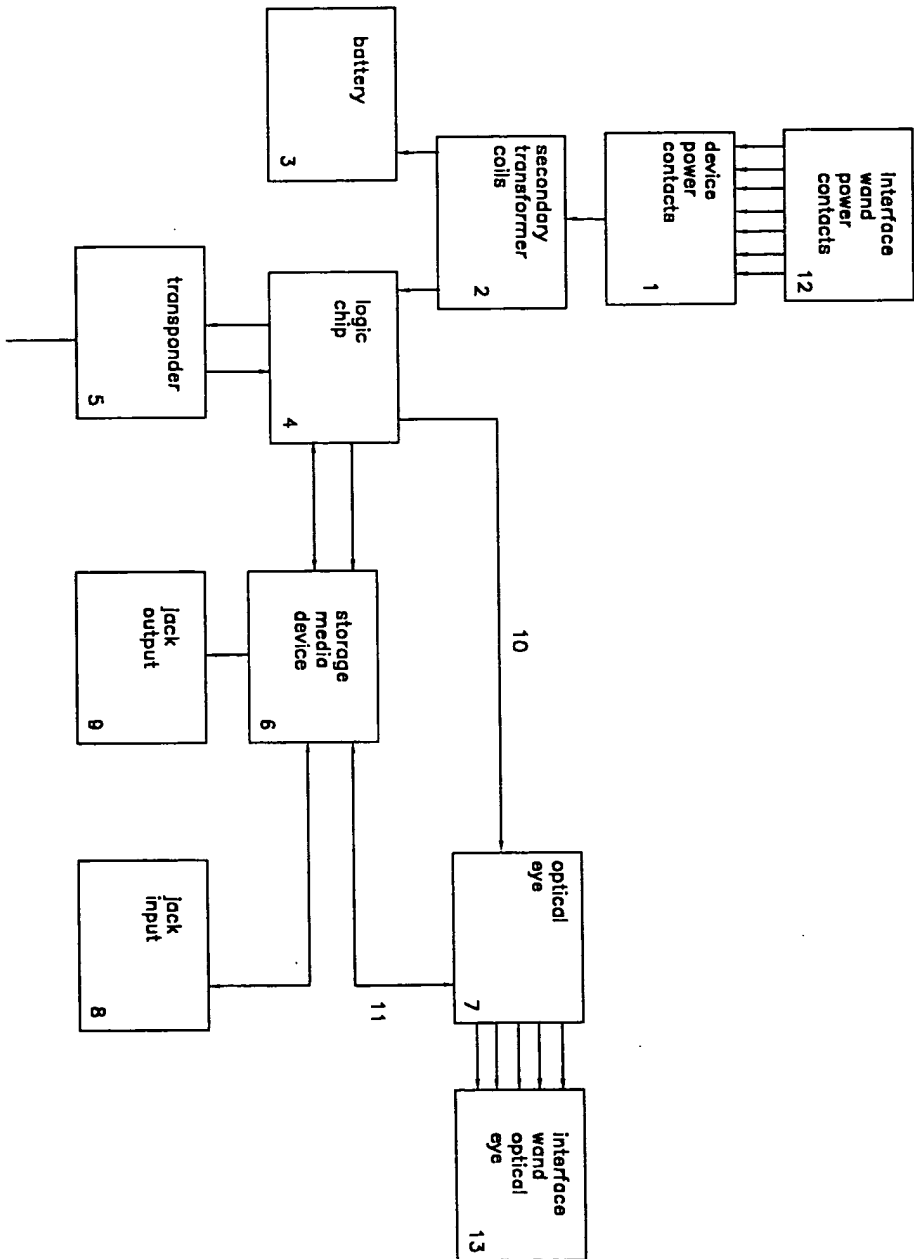 interface
wand
power
contacts
12
device
power
contacts
1
secondary
transformer
coils
2
10
optical
eye
7
interface
wand
optical
eye
13
battery
3
logic
chip
4
storage
media
device
6
11
transponder
5
jack
output
9
jack
input
8